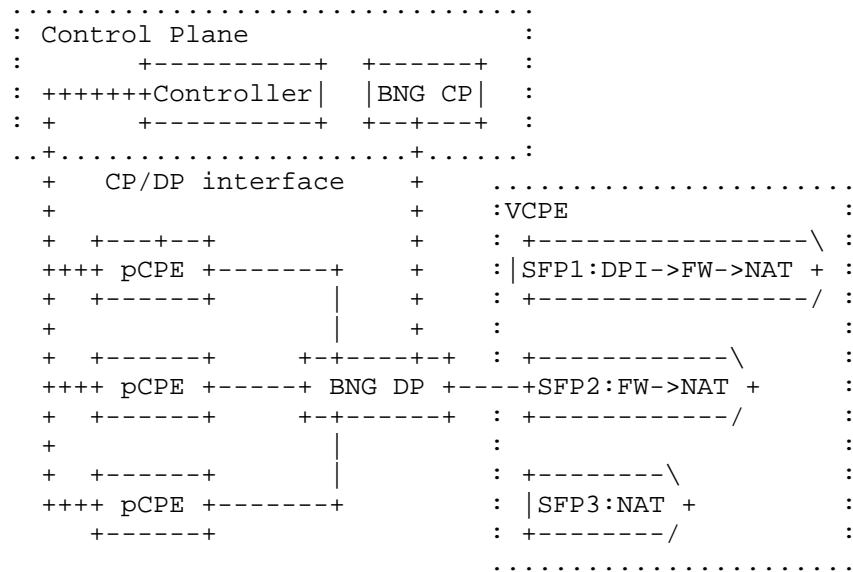 Control Plane
Controller BNG CP
CP/DP interface
VCPE
pCPE SFP1:DPI->FW->NAT
pCPE BNG DP SFP2:FW->NAT
pCPE SFP3:NAT